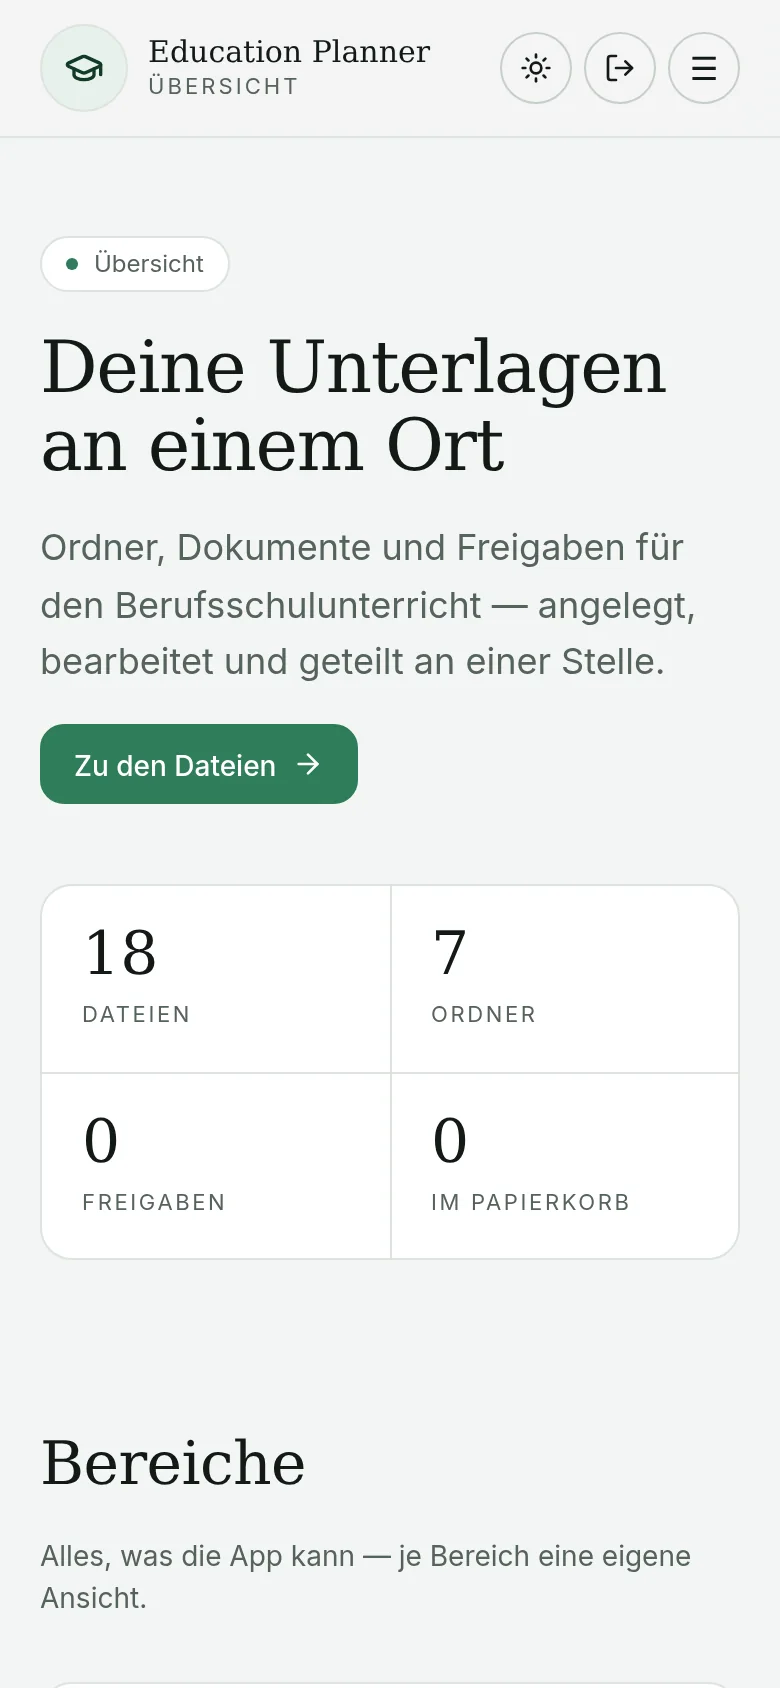 Education Planner
ÜBERSICHT
Übersicht
Deine Unterlagen
an einem Ort
Ordner, Dokumente und Freigaben für
den Berufsschulunterricht — angelegt,
bearbeitet und geteilt an einer Stelle.
Zu den Dateien
18
DATEIEN
7
ORDNER
0
FREIGABEN
0
IM PAPIERKORB
Bereiche
Alles, was die App kann — je Bereich eine eigene
Ansicht.